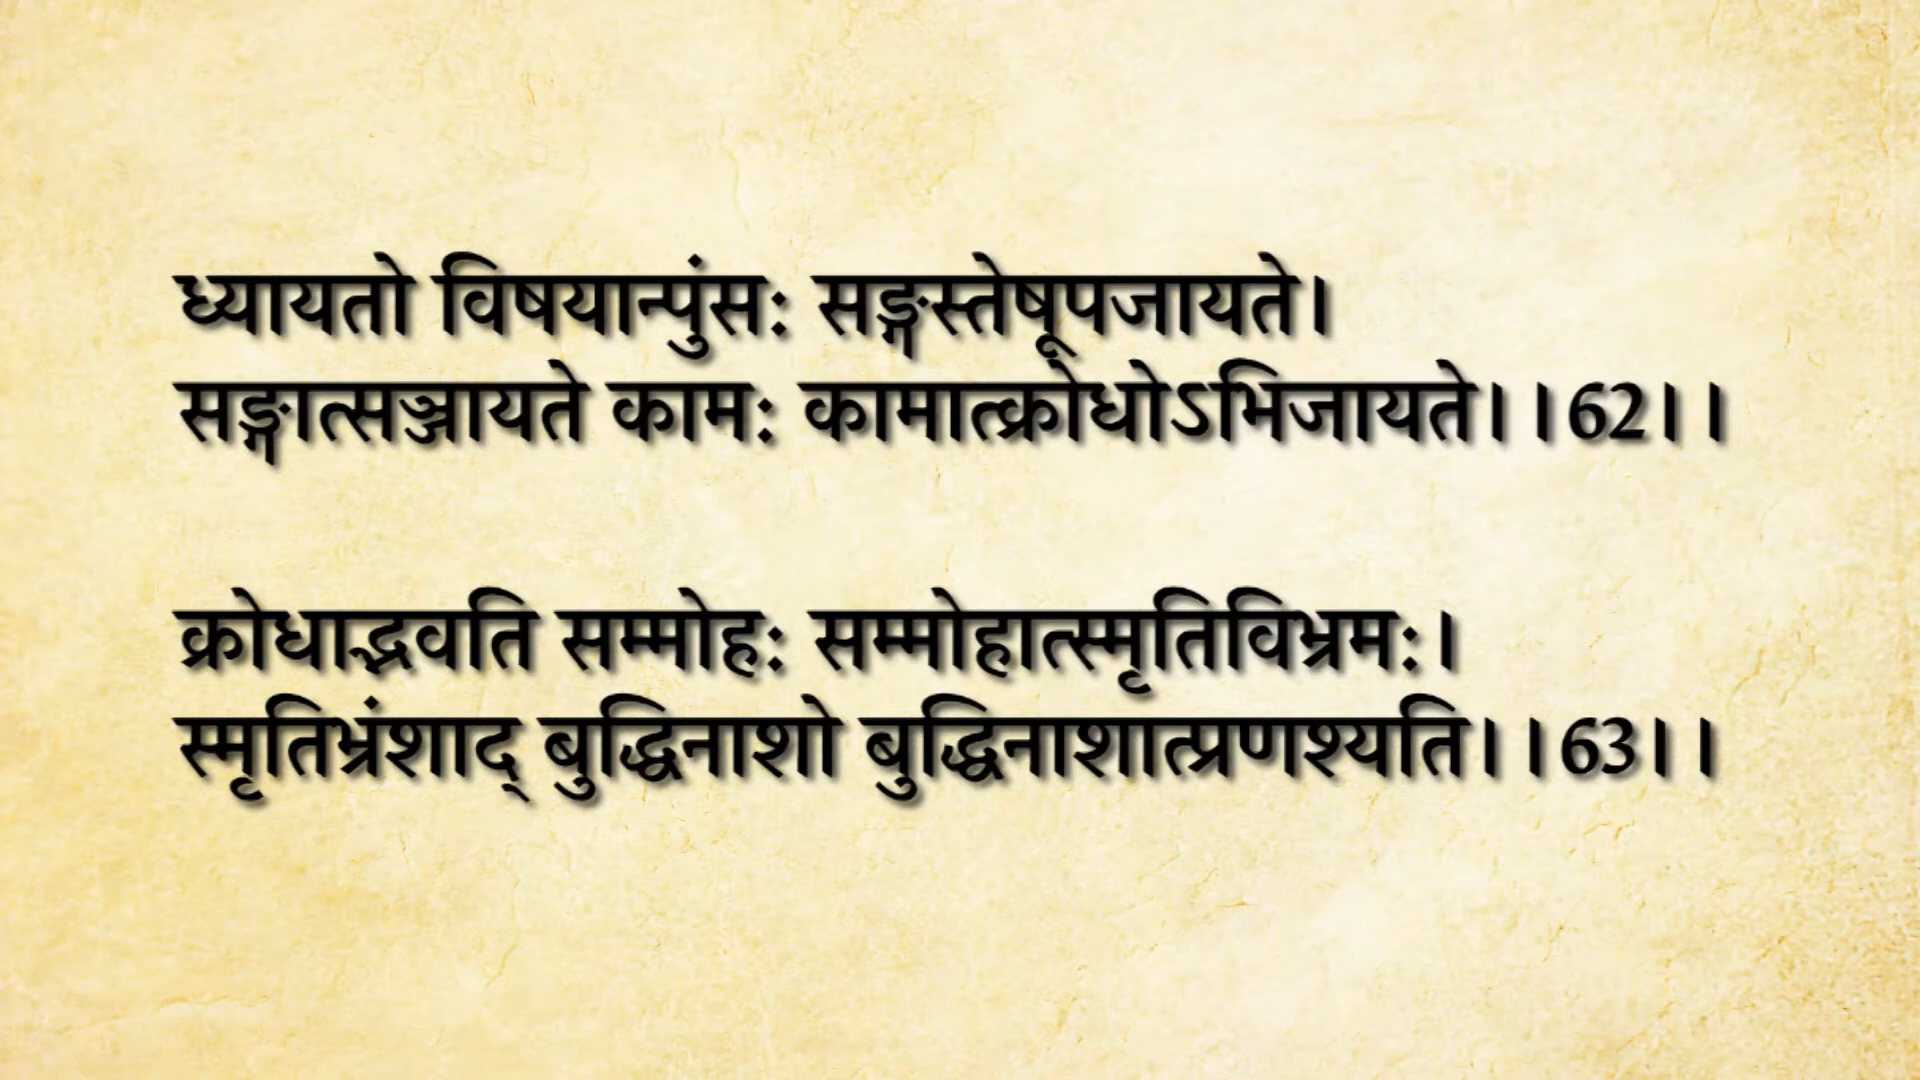 ध्यायतो विषयान्पुंसः सङ्गस्तेषूपजायते।
सङ्गात्सञ्जायते कामः कामात्क्रोधोऽभिजायते।।62।।
क्रोधाद्भवति सम्मोहः सम्मोहात्स्मृतिविभ्रमः।
स्मृतिभ्रंशाद् बुद्धिनाशो बुद्धिनाशात्प्रणश्यति।।63।।